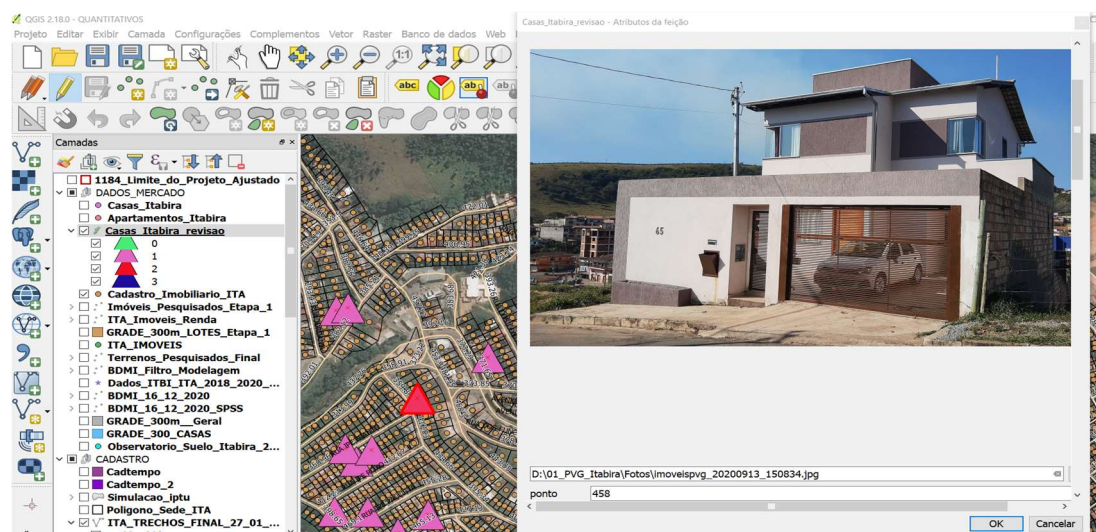 QGIS 2.18.0 - QUANTITATIVOS
Projeto Editar Exibir Camada Configurações Complementos Vetor Raster Banco de dados Web
Camadas
1184_Limite_do_Projeto_Ajustado
DADOS_MERCADO
Casas_Itabira
Apartamentos_Itabira
Casas_Itabira_revisao
0
1
2
3
Cadastro_Imobiliario_ITA
Imóveis_Pesquisados_Etapa_1
ITA_Imoveis_Renda
GRADE_300m_LOTES_Etapa_1
ITA_IMOVEIS
Terrenos_Pesquisados_Final
BDMI_Filtro_Modelagem
Dados_ITBI_ITA_2018_2020_...
BDMI_16_12_2020
BDMI_16_12_2020_SPSS
GRADE_300m__Geral
GRADE_300_CASAS
Observatorio_Suelo_Itabira_2...
CADASTRO
Cadtempo
Cadtempo_2
Simulacao_iptu
Poligono_Sede_ITA
ITA_TRECHOS_FINAL_27_01_...
Casas_Itabira_revisao - Atributos da feição
65
D:\01_PVG_Itabira\Fotos\imoveispvg_20200913_150834.jpg
ponto 458
OK Cancelar